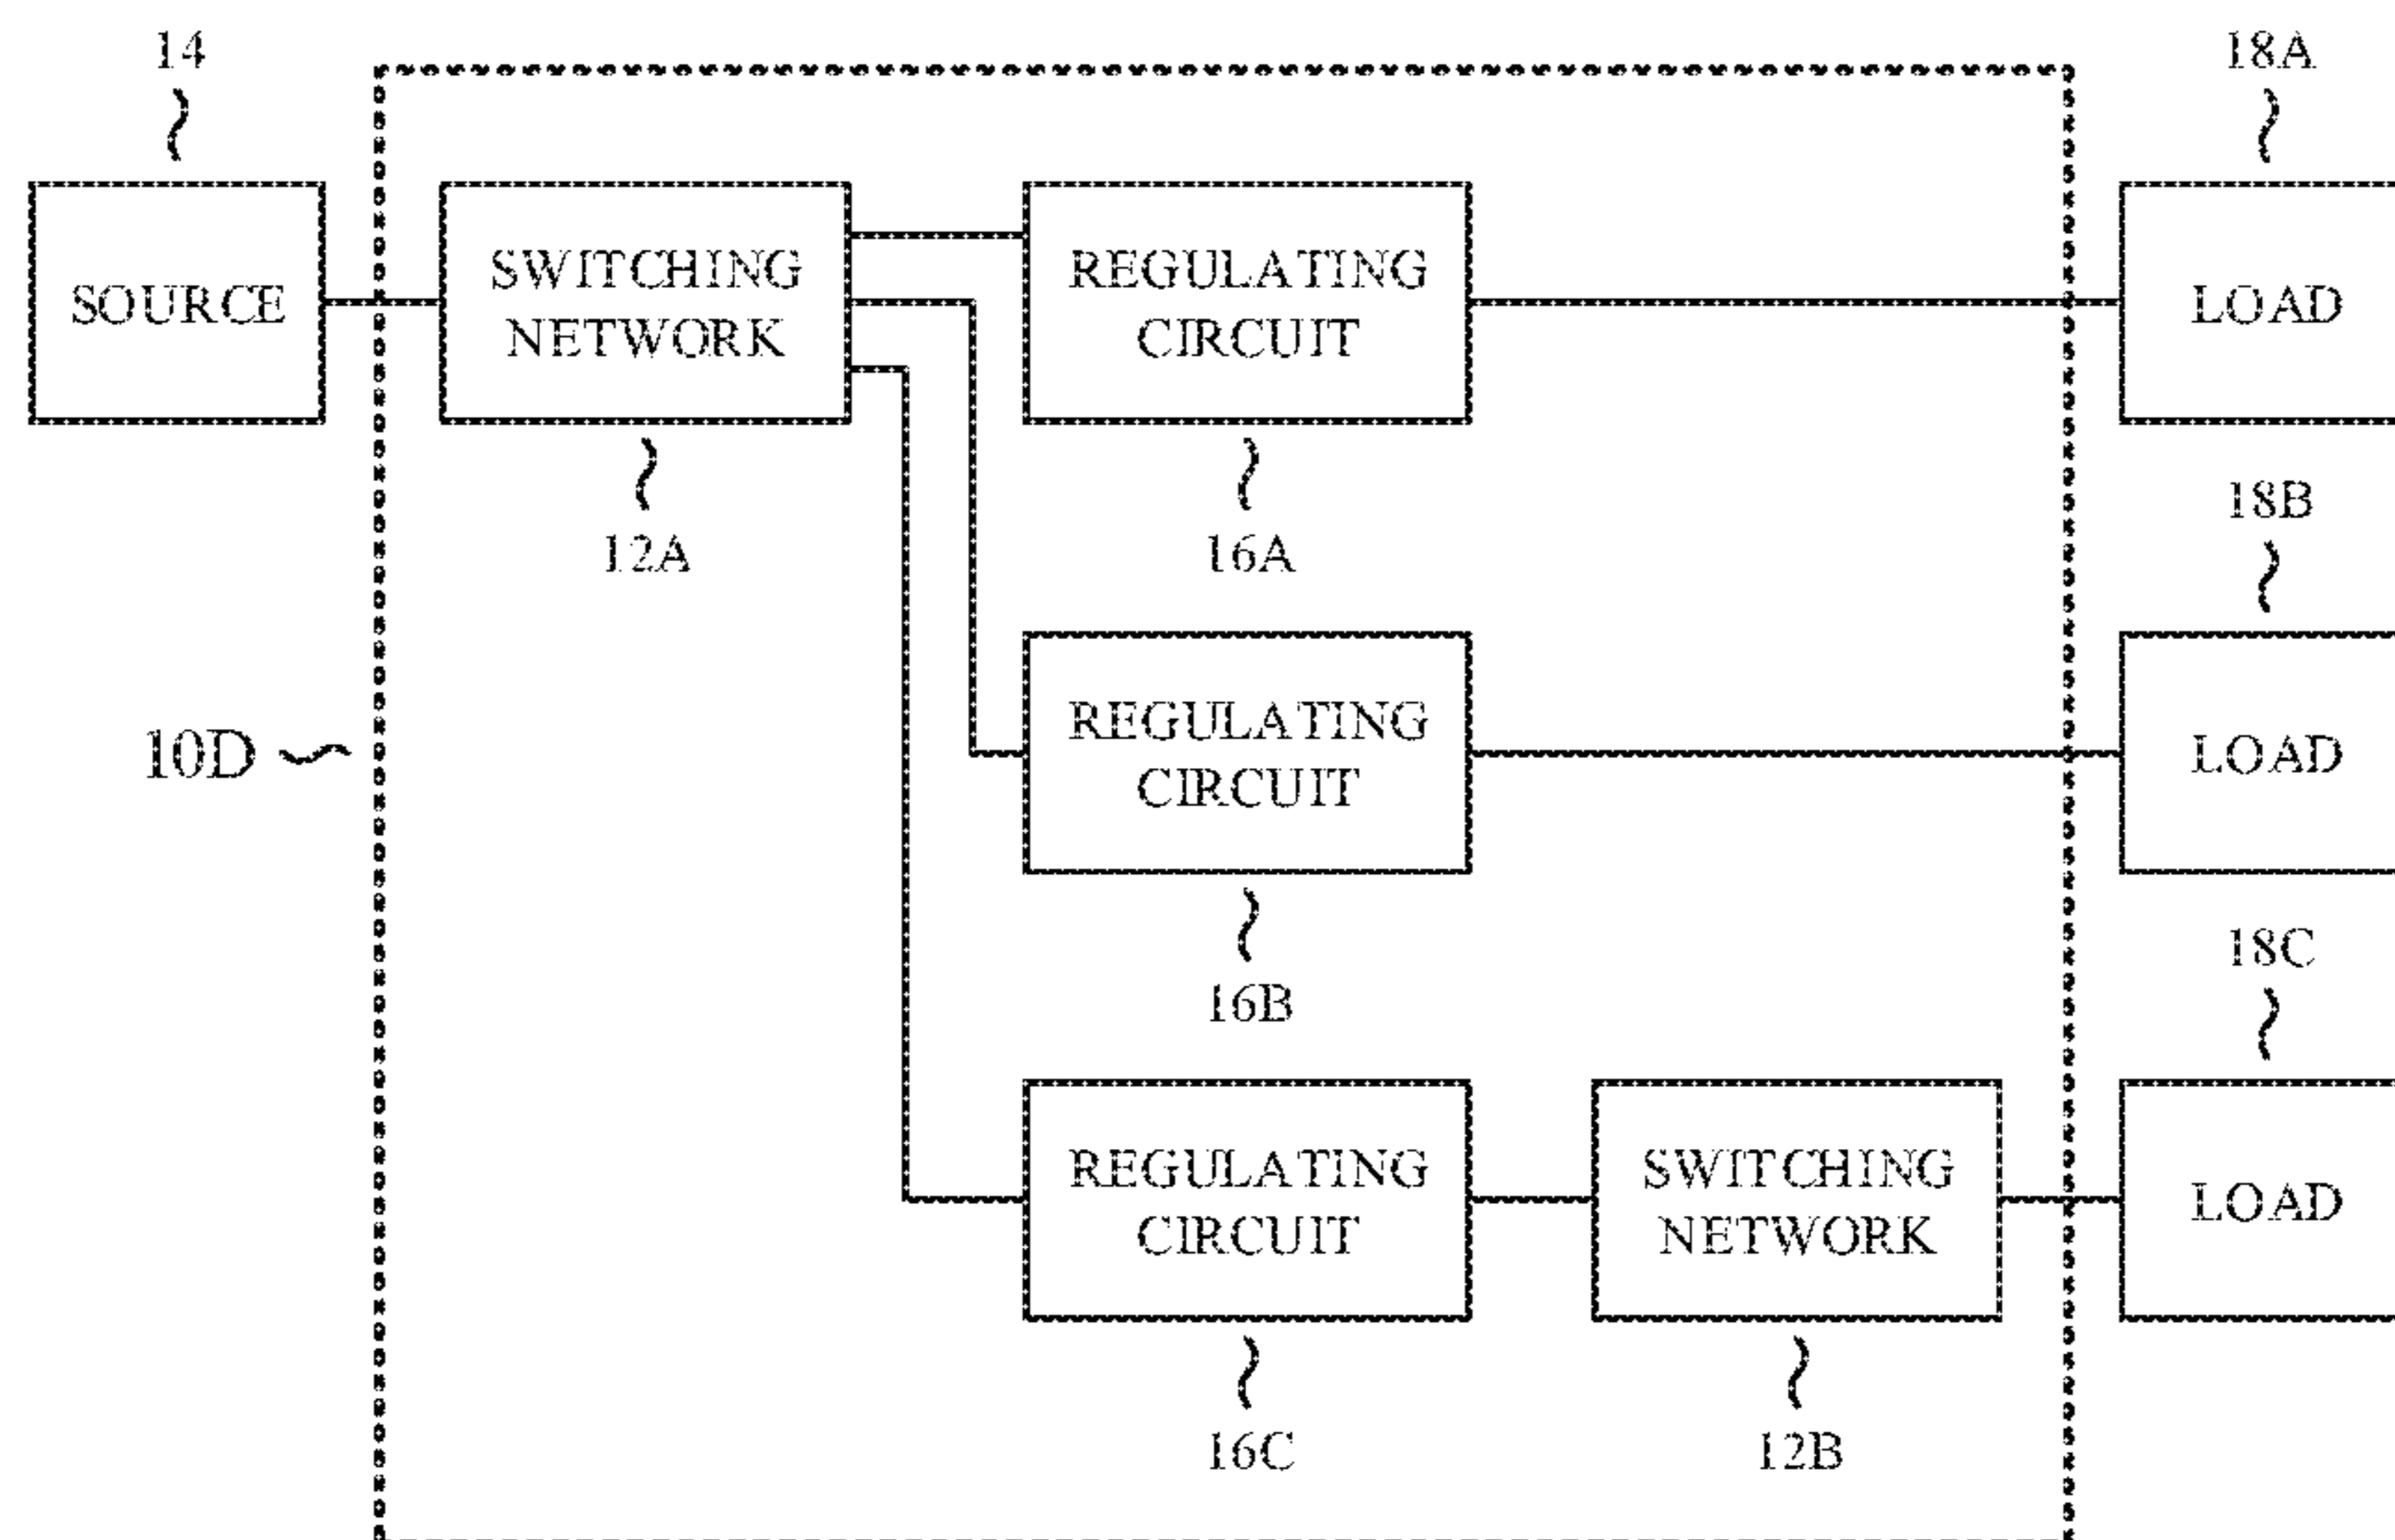 14
18A
SOURCE
SWITCHING
NETWORK
REGULATING
CIRCUIT
LOAD
12A
16A
18B
10D
REGULATING
CIRCUIT
LOAD
16B
18C
REGULATING
CIRCUIT
SWITCHING
NETWORK
LOAD
16C
12B